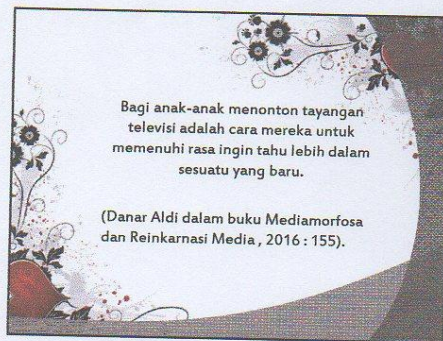 Bagi anak-anak menonton tayangan
televisi adalah cara mereka untuk
memenuhi rasa ingin tahu lebih dalam
sesuatu yang baru.
(Danar Aldi dalam buku Mediamorfosa
dan Reinkarnasi Media , 2016 : 155).